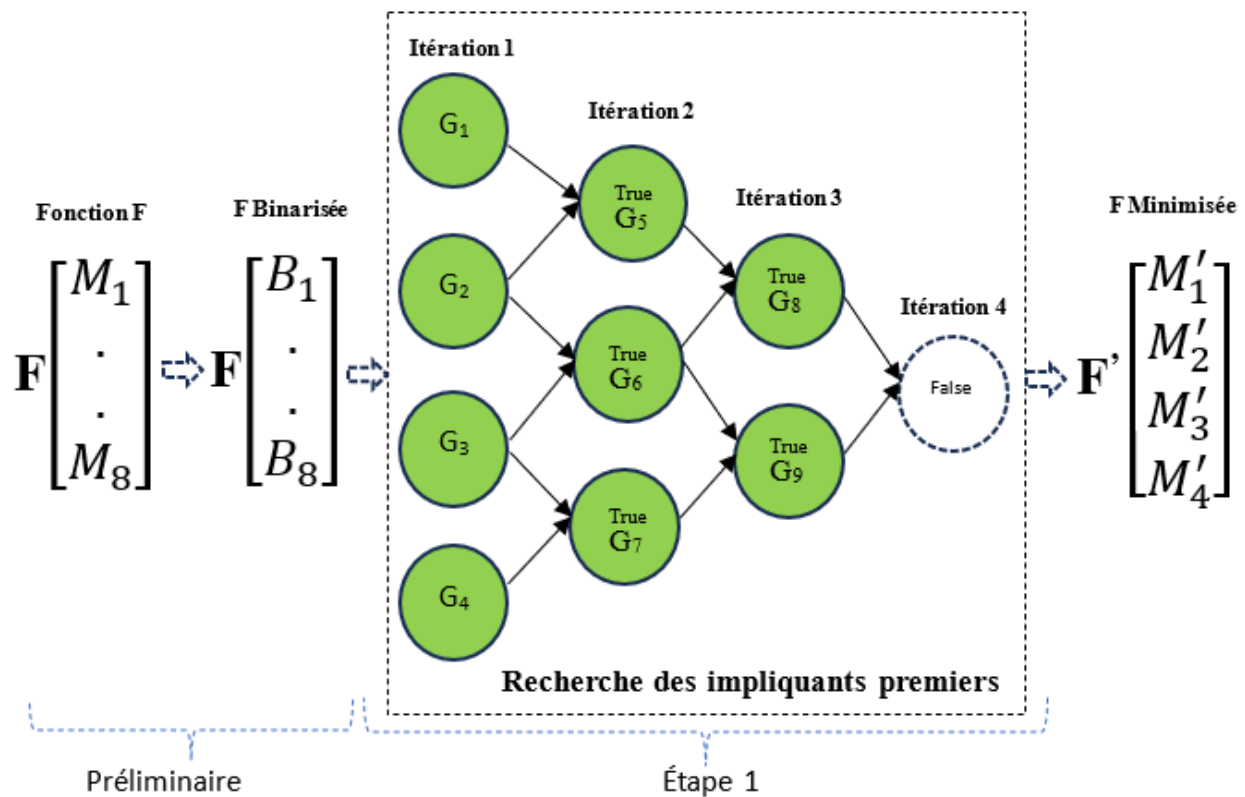 Fonction F
F
M₁
.
.
M₈
F Binarisée
F
B₁
.
.
B₈
Itération 1
G₁
G₂
G₃
G₄
Itération 2
True
G₅
True
G₆
True
G₇
Itération 3
True
G₈
True
G₉
Itération 4
False
Recherche des impliquants premiers
F Minimisée
F’
M′₁
M′₂
M′₃
M′₄
Préliminaire
Étape 1